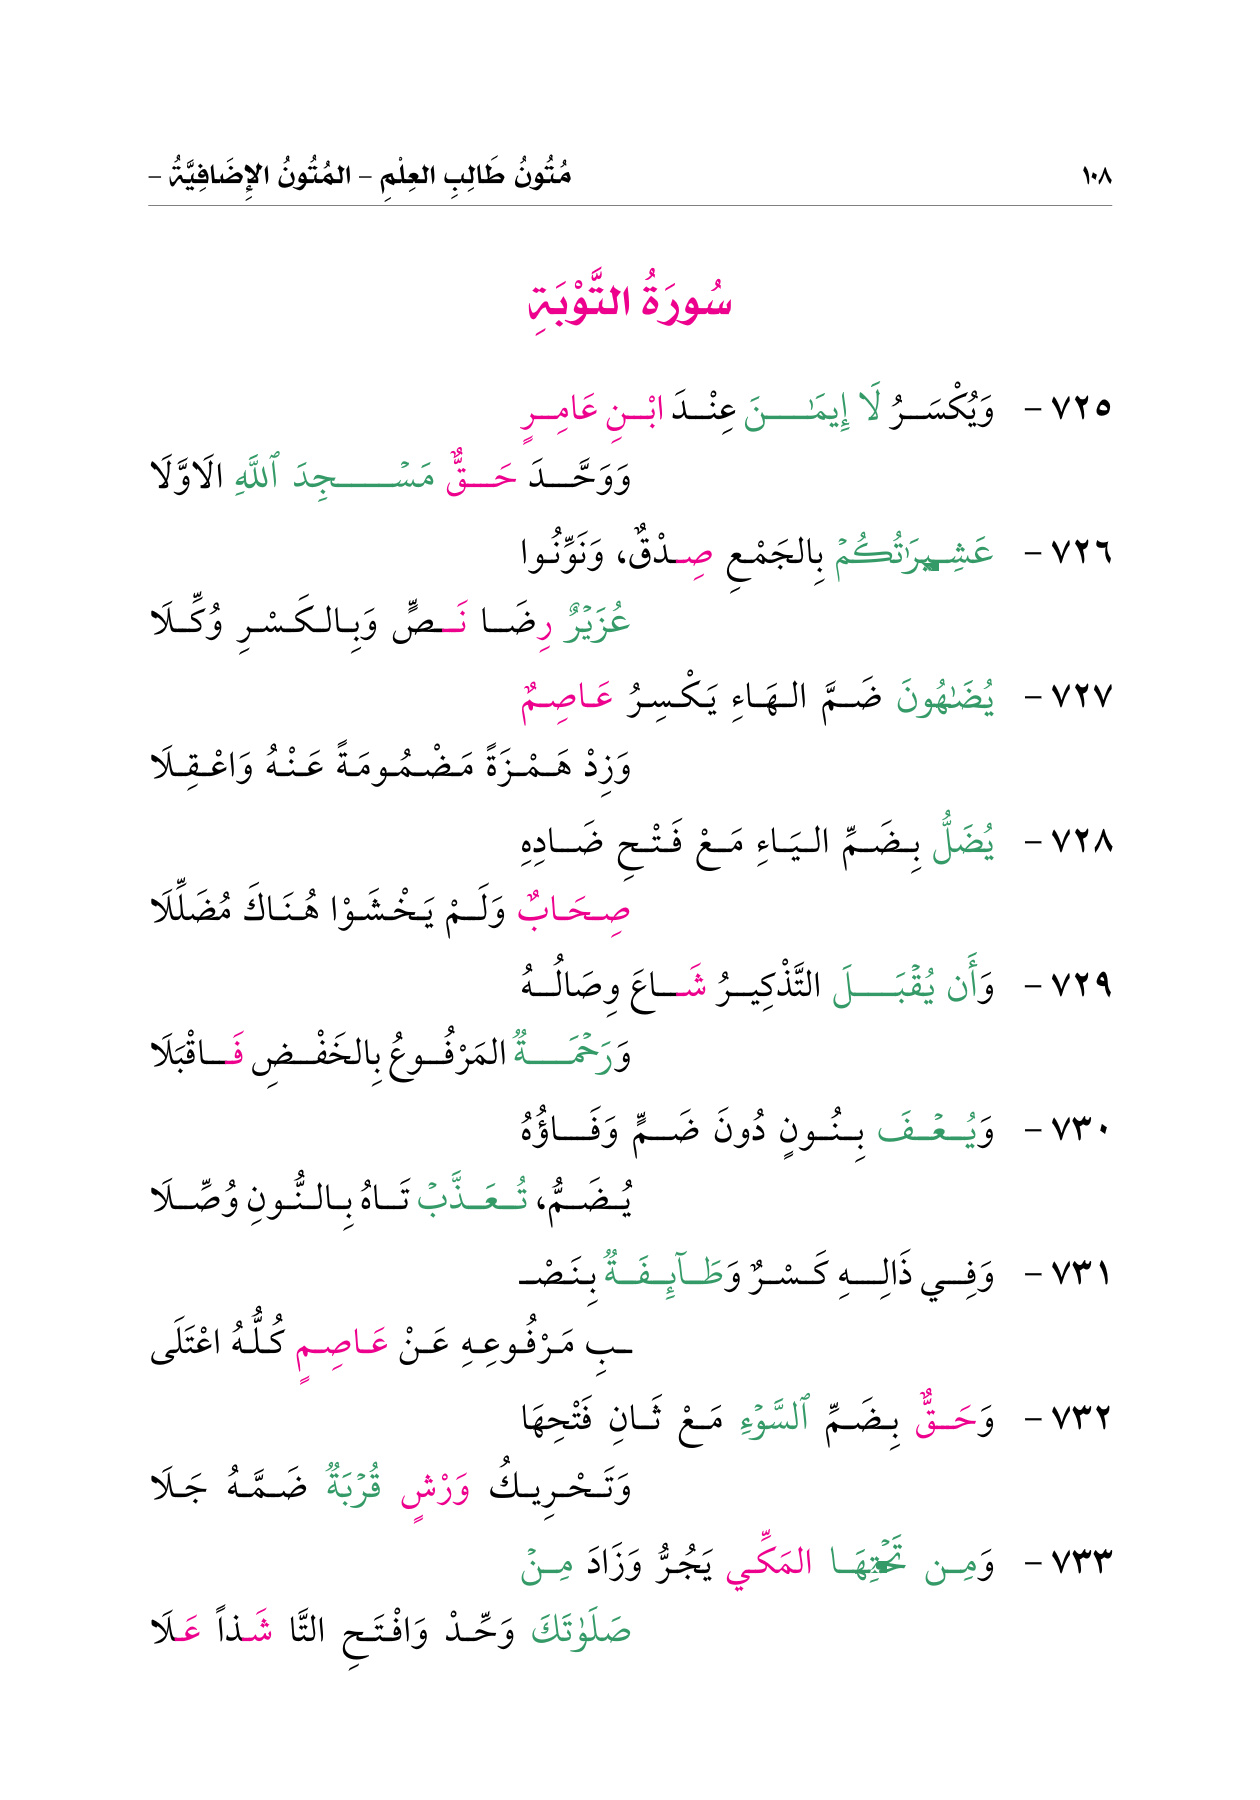 ١٠٨ مُتُونُ طَالِبِ العِلْمِ – المُتُونُ الإِضَافِيَّةُ –
سُورَةُ التَّوْبَةِ
٧٢٥ – وَيُكْسَرُ لَا إِيمَٰنَ عِنْدَ ابْنِ عَامِرٍ
وَوَحَّدَ حَقٌّ مَسْجِدَ ٱللَّهِ الَاوَّلَا
٧٢٦ – عَشِيرَٰتُكُمْ بِالجَمْعِ صِدْقٌ، وَنَوِّنُوا
عُزَيْرٌ رِضَا نَصٍّ وَبِالكَسْرِ وُكِّلَا
٧٢٧ – يُضَٰهُونَ ضَمَّ الهَاءِ يَكْسِرُ عَاصِمٌ
وَزِدْ هَمْزَةً مَضْمُومَةً عَنْهُ وَاعْقِلَا
٧٢٨ – يُضَلُّ بِضَمِّ اليَاءِ مَعْ فَتْحِ ضَادِهِ
صِحَابٌ وَلَمْ يَخْشَوْا هُنَاكَ مُضَلِّلَا
٧٢٩ – وَأَن يُقْبَلَ التَّذْكِيرُ شَاعَ وِصَالُهُ
وَرَحْمَةٌ المَرْفُوعُ بِالخَفْضِ فَاقْبَلَا
٧٣٠ – وَيُعْفَ بِنُونٍ دُونَ ضَمٍّ وَفَاؤُهُ
يُضَمُّ، تُعَذَّبْ تَاهُ بِالنُّونِ وُصِّلَا
٧٣١ – وَفِي ذَالِهِ كَسْرٌ وَطَآئِفَةٌ بِنَصْـ
ـبِ مَرْفُوعِهِ عَنْ عَاصِمٍ كُلُّهُ اعْتَلَى
٧٣٢ – وَحَقٌّ بِضَمِّ ٱلسَّوْءِ مَعْ ثَانِ فَتْحِهَا
وَتَحْرِيكُ وَرْشٍ قُرْبَةٌ ضَمَّهُ جَلَا
٧٣٣ – وَمِن تَحْتِهَا المَكِّي يَجُرُّ وَزَادَ مِنْ
صَلَوٰتَكَ وَحِّدْ وَافْتَحِ التَّا شَذاً عَلَا